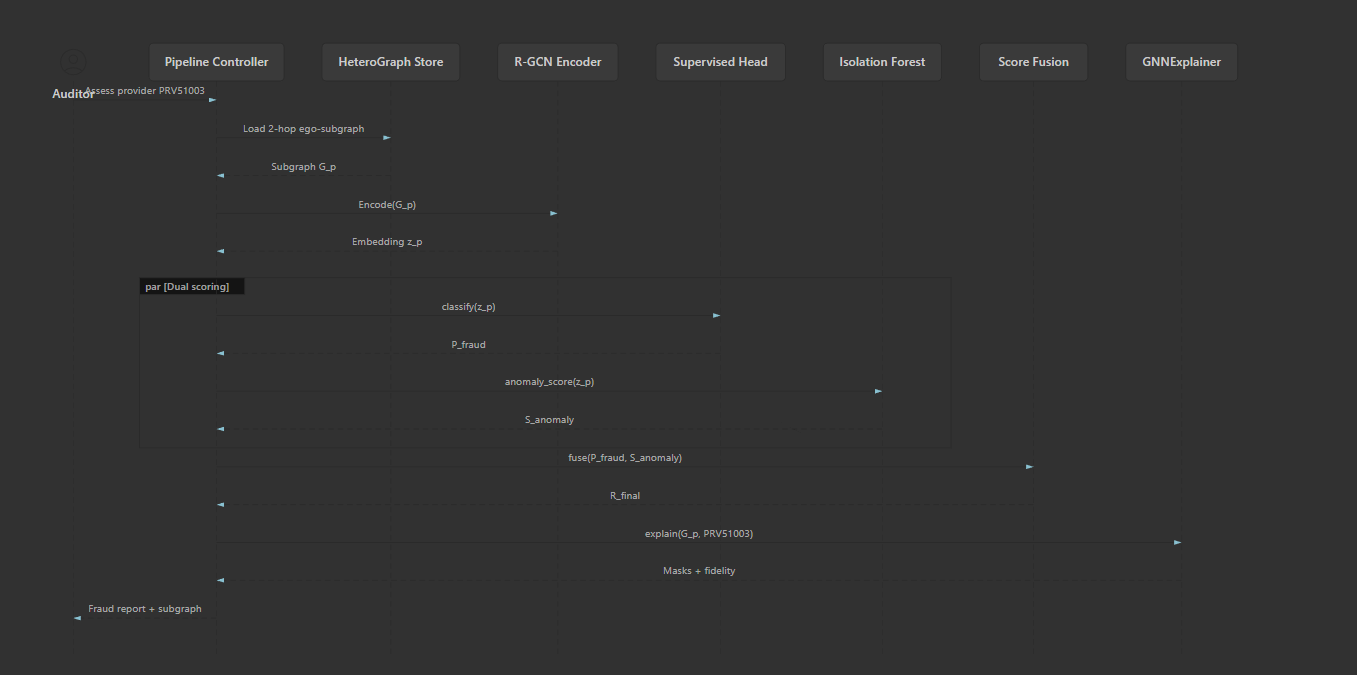 Pipeline Controller
HeteroGraph Store
R-GCN Encoder
Supervised Head
Isolation Forest
Score Fusion
GNNExplainer
Auditor
Assess provider PRV51003
Load 2-hop ego-subgraph
Subgraph G_p
Encode(G_p)
Embedding z_p
par [Dual scoring]
classify(z_p)
P_fraud
anomaly_score(z_p)
S_anomaly
fuse(P_fraud, S_anomaly)
R_final
explain(G_p, PRV51003)
Masks + fidelity
Fraud report + subgraph